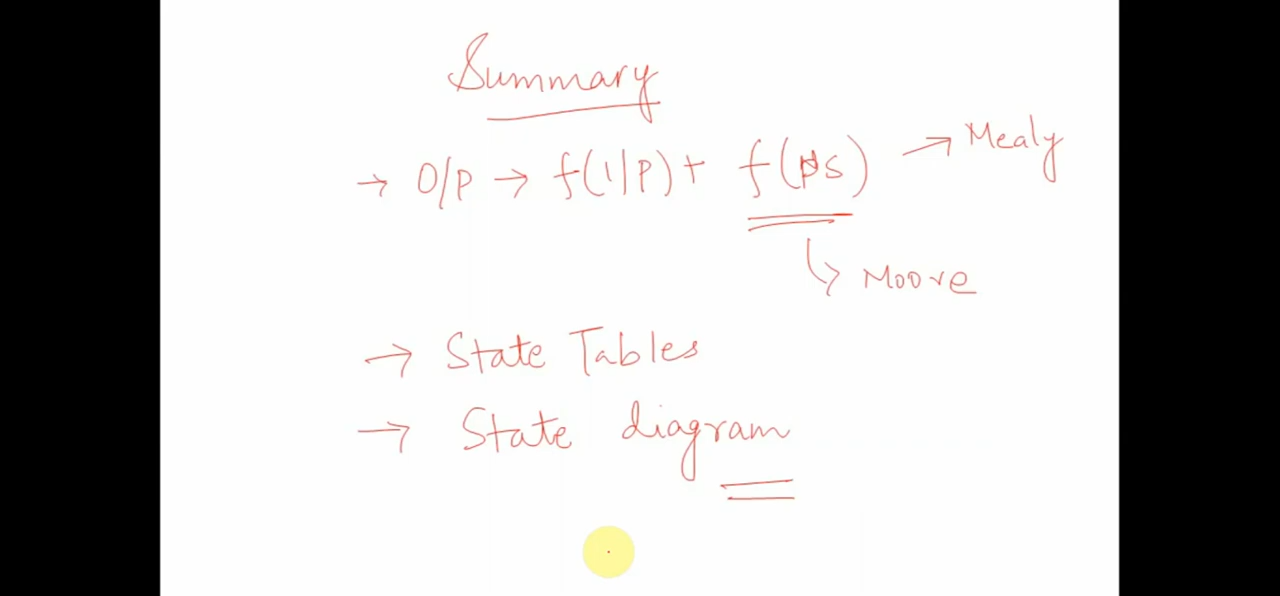 Summary
→ O/P → f(I/P) + f(PS) → Mealy
↳ Moore
→ State Tables
→ State diagram